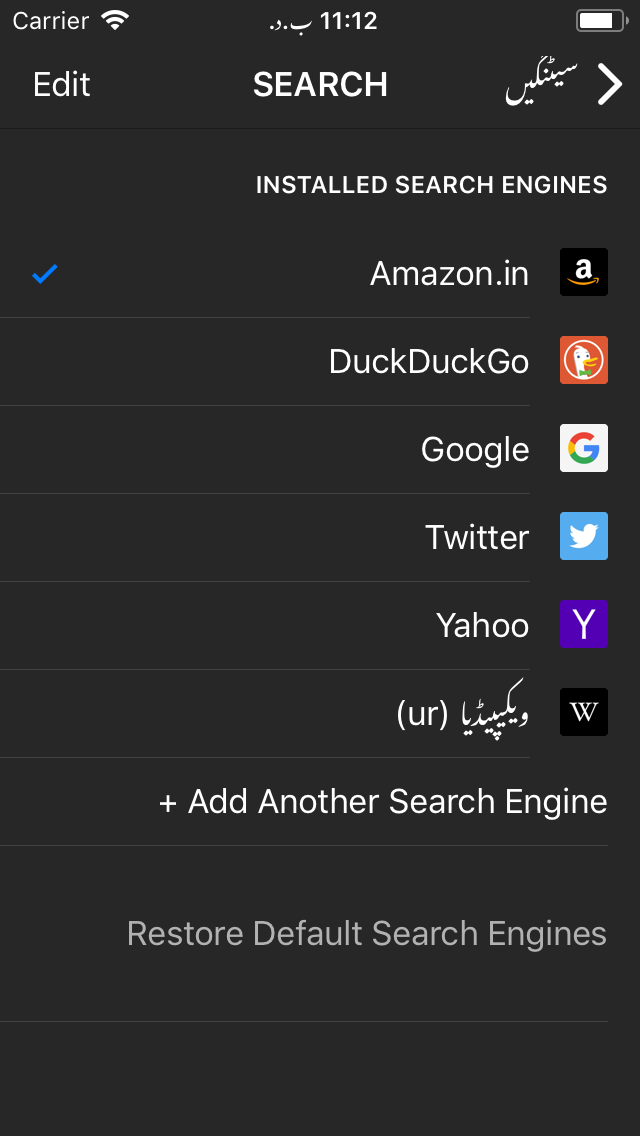 Carrier 11:12 ب.د.
Edit SEARCH سیٹنگیں
INSTALLED SEARCH ENGINES
Amazon.in
DuckDuckGo
Google
Twitter
Yahoo
ویکیپیڈیا (ur)
+ Add Another Search Engine
Restore Default Search Engines